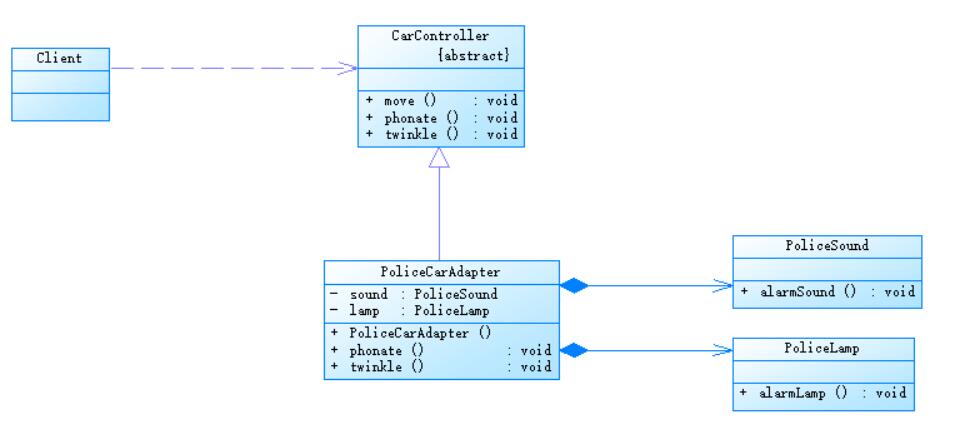 Client
CarController
{abstract}
+ move () : void
+ phonate () : void
+ twinkle () : void
PoliceCarAdapter
- sound : PoliceSound
- lamp : PoliceLamp
+ PoliceCarAdapter ()
+ phonate () : void
+ twinkle () : void
PoliceSound
+ alarmSound () : void
PoliceLamp
+ alarmLamp () : void